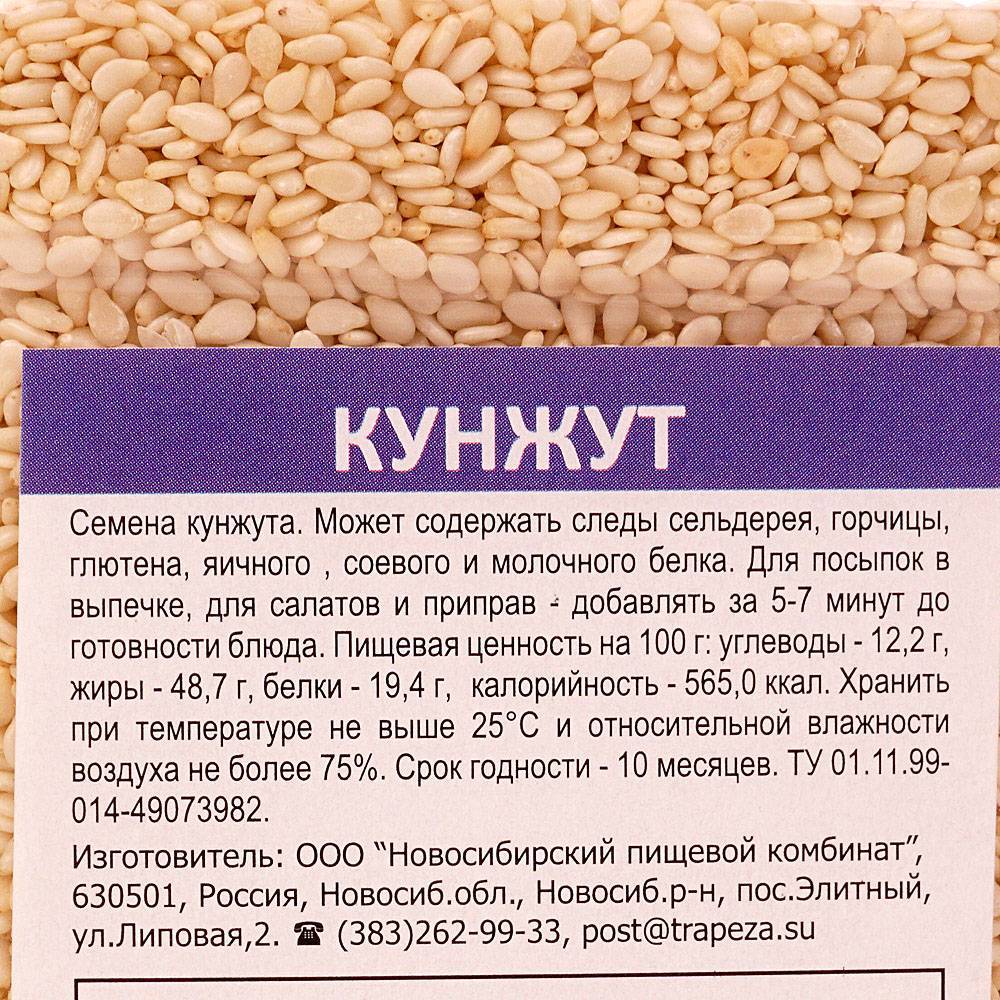 КУНЖУТ
Семена кунжута. Может содержать следы сельдерея, горчицы,
глютена, яичного , соевого и молочного белка. Для посыпок в
выпечке, для салатов и приправ - добавлять за 5-7 минут до
готовности блюда. Пищевая ценность на 100 г: углеводы - 12,2 г,
жиры - 48,7 г, белки - 19,4 г, калорийность - 565,0 ккал. Хранить
при температуре не выше 25°С и относительной влажности
воздуха не более 75%. Срок годности - 10 месяцев. ТУ 01.11.99-
014-49073982.
Изготовитель: ООО “Новосибирский пищевой комбинат”,
630501, Россия, Новосиб.обл., Новосиб.р-н, пос.Элитный,
ул.Липовая,2. ☎ (383)262-99-33, post@trapeza.su